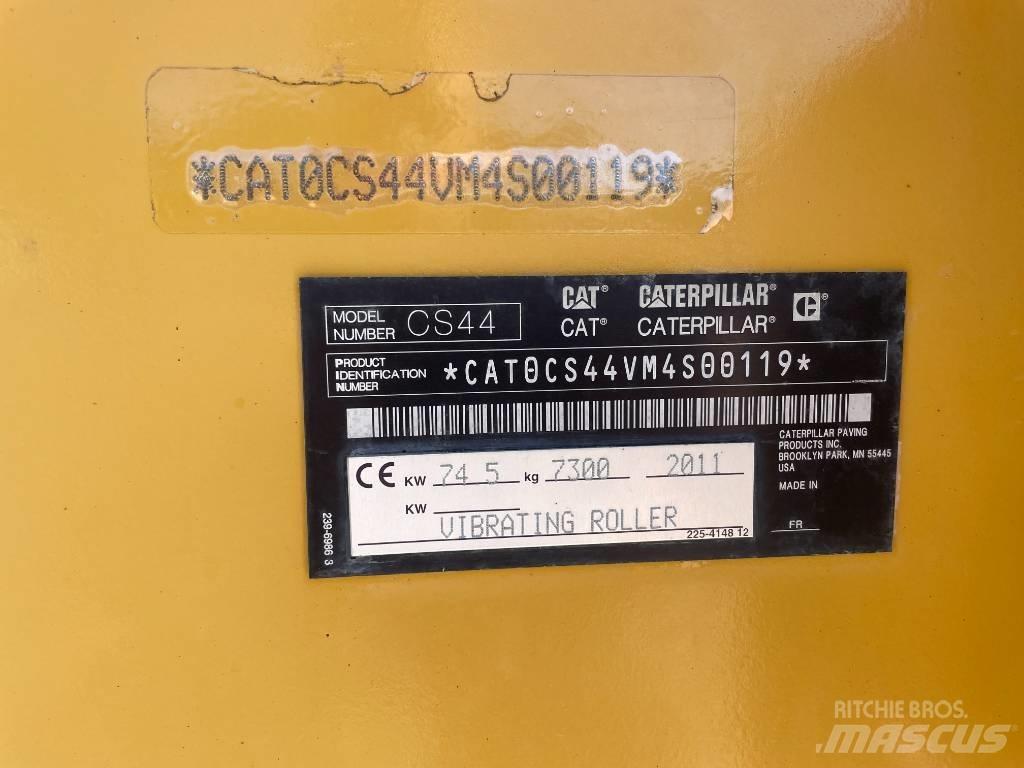 *CAT0CS44VM4S00119*
MODEL NUMBER CS44
CAT® CATERPILLAR® ®
CAT® CATERPILLAR®
PRODUCT IDENTIFICATION NUMBER *CAT0CS44VM4S00119*
CATERPILLAR PAVING
PRODUCTS INC.
BROOKLYN PARK, MN 55445
USA
MADE IN
FR
CE KW 74 5 kg 7300 2011
KW
VIBRATING ROLLER
225-4148 12
239-6986 3
RITCHIE BROS.
MASCUS